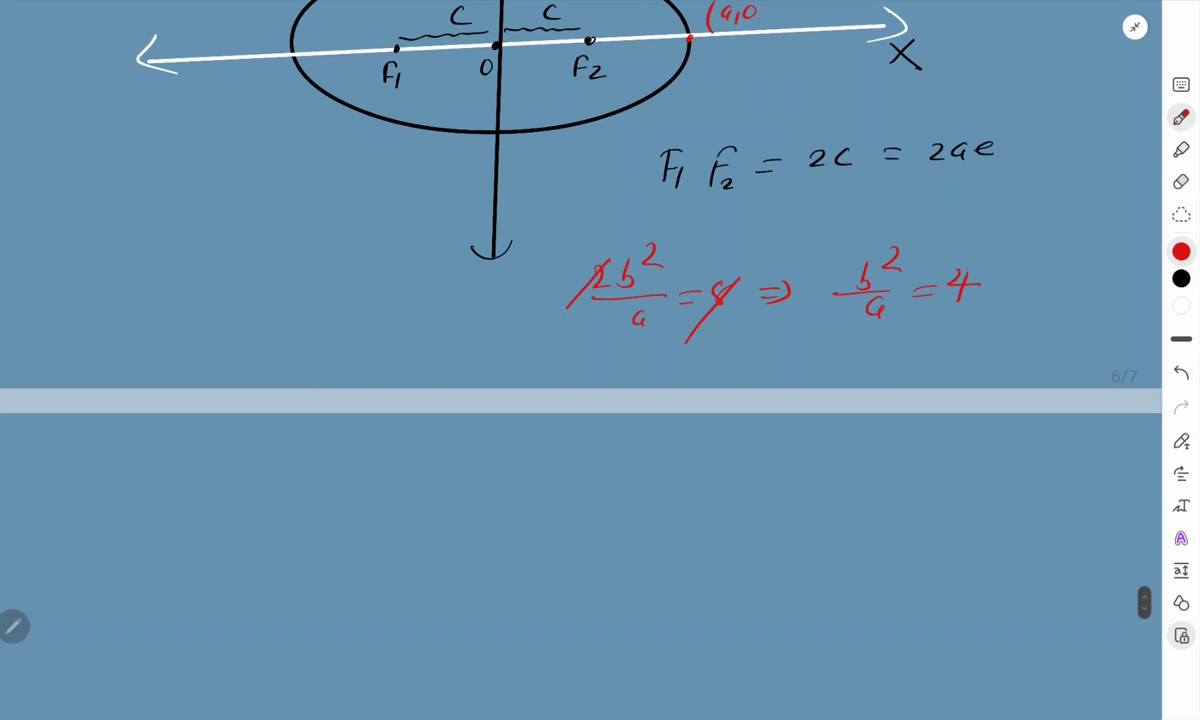 C C (a,0
F₁ O F₂ X
F₁ F₂ = 2c = 2ae
2b²/a = 8 ⇒ b²/a = 4
6/7